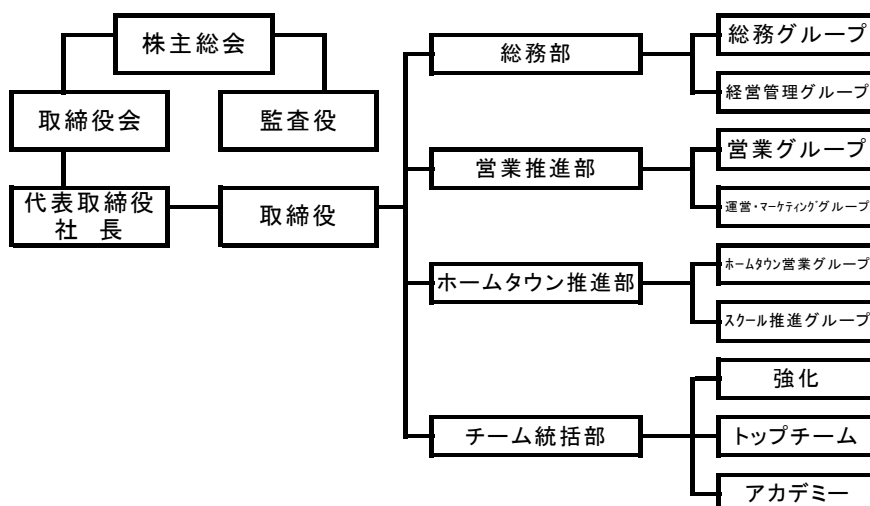 株主総会
取締役会
監査役
代表取締役
社 長
取締役
総務部
総務グループ
経営管理グループ
営業推進部
営業グループ
運営・マーケティンググループ
ホームタウン推進部
ホームタウン営業グループ
スクール推進グループ
チーム統括部
強化
トップチーム
アカデミー